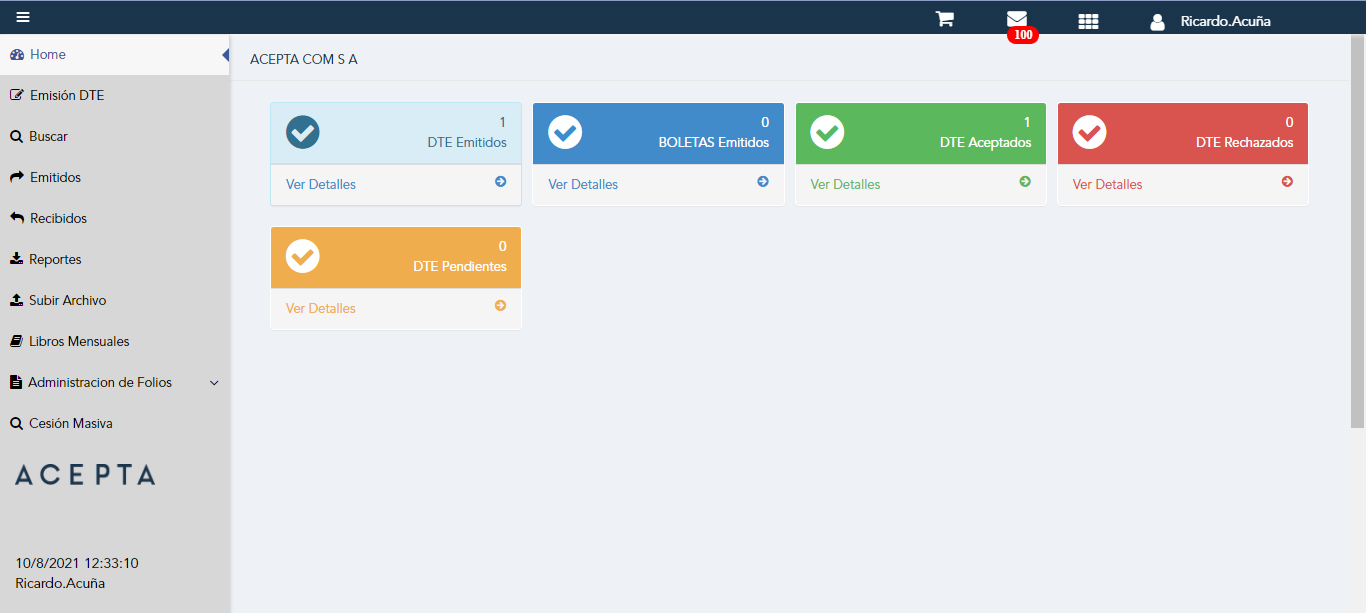 Ricardo.Acuña
100
Home
Emisión DTE
Buscar
Emitidos
Recibidos
Reportes
Subir Archivo
Libros Mensuales
Administracion de Folios
Cesión Masiva
ACEPTA
10/8/2021 12:33:10
Ricardo.Acuña
ACEPTA COM S A
1
DTE Emitidos
Ver Detalles
0
BOLETAS Emitidos
Ver Detalles
1
DTE Aceptados
Ver Detalles
0
DTE Rechazados
Ver Detalles
0
DTE Pendientes
Ver Detalles